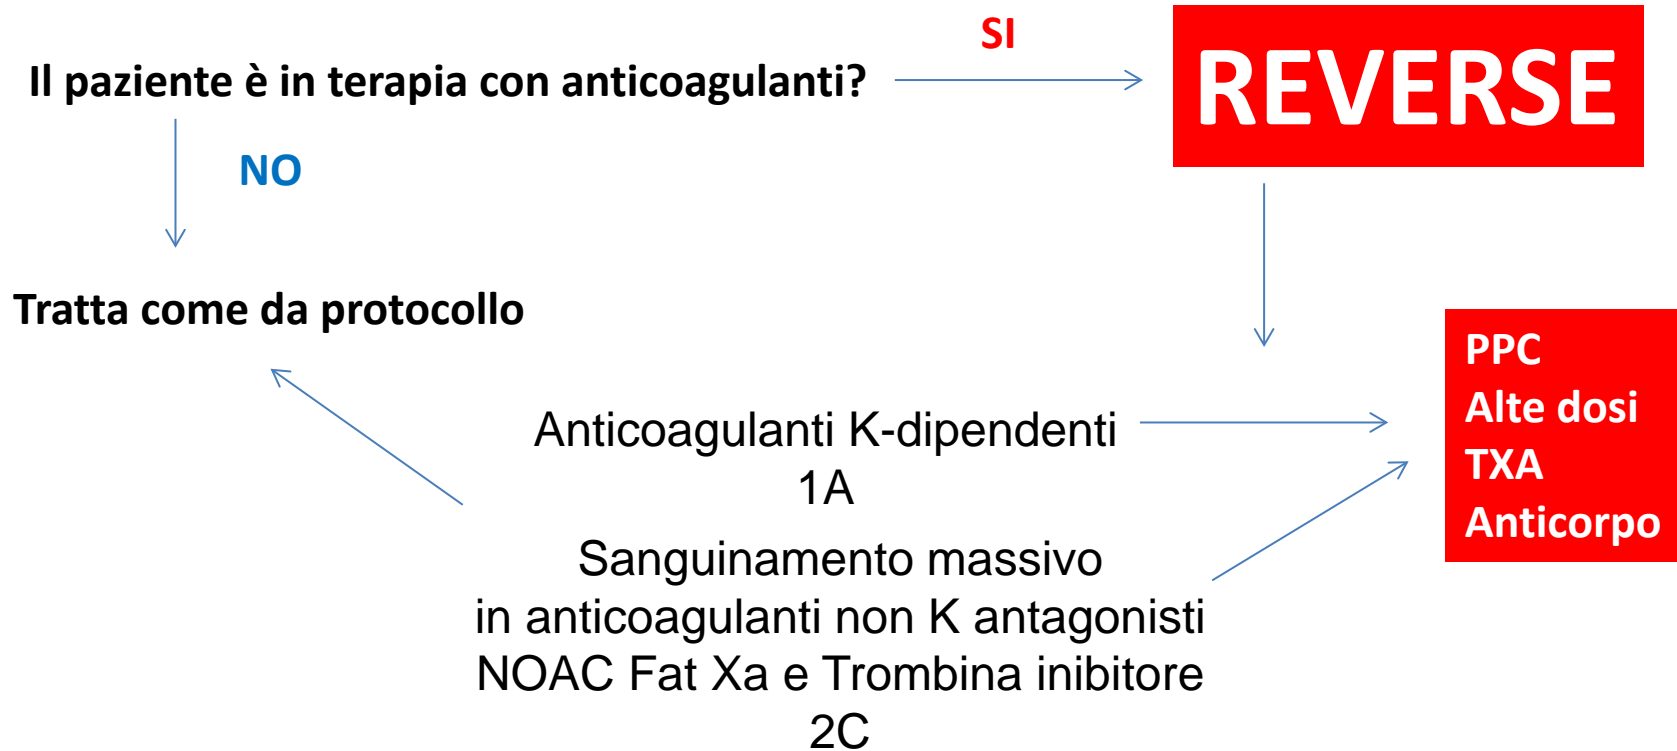 SI
Il paziente è in terapia con anticoagulanti?
REVERSE
NO
Tratta come da protocollo
PPC
Alte dosi
TXA
Anticorpo
Anticoagulanti K-dipendenti
1A
Sanguinamento massivo
in anticoagulanti non K antagonisti
NOAC Fat Xa e Trombina inibitore
2C